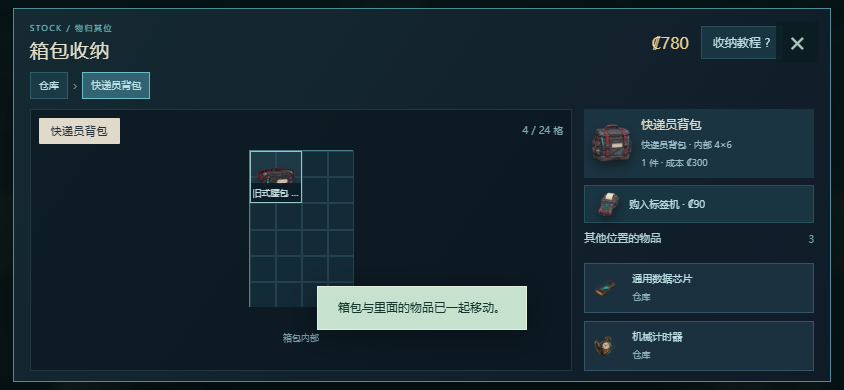 STOCK / 物归其位
箱包收纳
₡780
收纳教程 ?
×
仓库 › 快递员背包
快递员背包
4 / 24 格
旧式腰包 ...
箱包内部
箱包与里面的物品已一起移动。
快递员背包
快递员背包 · 内部 4×6
1 件 · 成本 ₡300
购入标签机 · ₡90
其他位置的物品
3
通用数据芯片
仓库
机械计时器
仓库